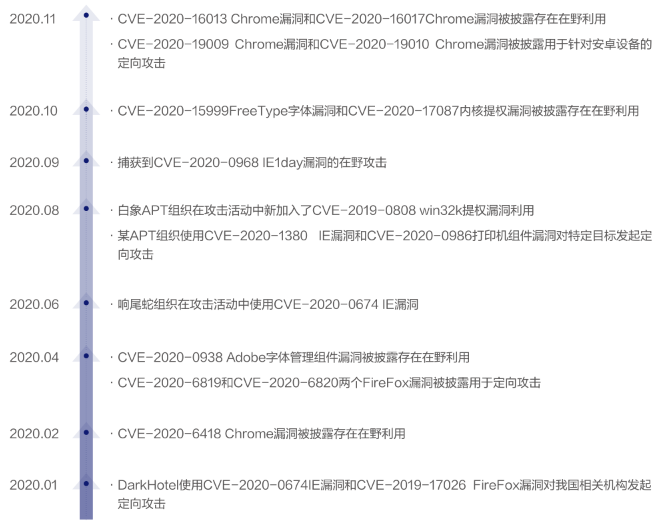 2020.11
· CVE-2020-16013 Chrome漏洞和CVE-2020-16017Chrome漏洞被披露存在在野利用
· CVE-2020-19009 Chrome漏洞和CVE-2020-19010 Chrome漏洞被披露用于针对安卓设备的
定向攻击
2020.10
· CVE-2020-15999FreeType字体漏洞和CVE-2020-17087内核提权漏洞被披露存在在野利用
2020.09
· 捕获到CVE-2020-0968 IE1day漏洞的在野攻击
2020.08
· 白象APT组织在攻击活动中新加入了CVE-2019-0808 win32k提权漏洞利用
· 某APT组织使用CVE-2020-1380 IE漏洞和CVE-2020-0986打印机组件漏洞对特定目标发起定
向攻击
2020.06
· 响尾蛇组织在攻击活动中使用CVE-2020-0674 IE漏洞
2020.04
· CVE-2020-0938 Adobe字体管理组件漏洞被披露存在在野利用
· CVE-2020-6819和CVE-2020-6820两个FireFox漏洞被披露用于定向攻击
2020.02
· CVE-2020-6418 Chrome漏洞被披露存在在野利用
2020.01
· DarkHotel使用CVE-2020-0674IE漏洞和CVE-2019-17026 FireFox漏洞对我国相关机构发起
定向攻击